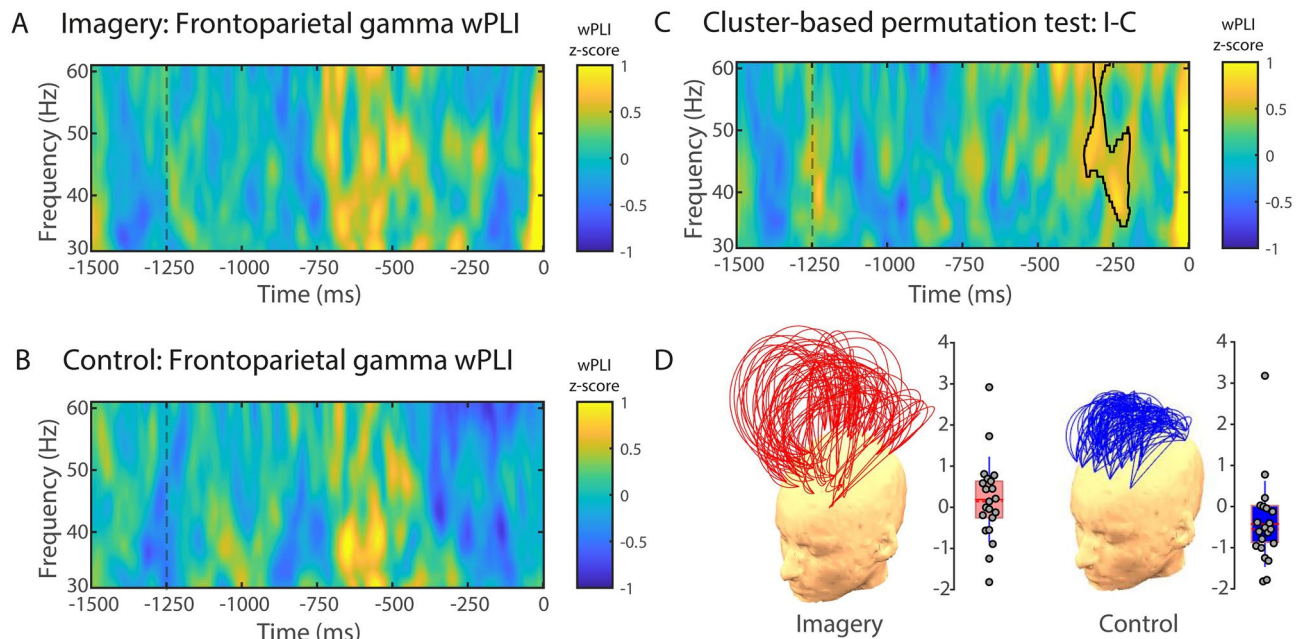 A Imagery: Frontoparietal gamma wPLI
wPLI
z-score
60
50
40
30
Frequency (Hz)
-1500 -1250 -1000 -750 -500 -250 0
Time (ms)
1
0.5
0
-0.5
-1
C Cluster-based permutation test: I-C
wPLI
z-score
60
50
40
30
Frequency (Hz)
-1500 -1250 -1000 -750 -500 -250 0
Time (ms)
1
0.5
0
-0.5
-1
B Control: Frontoparietal gamma wPLI
wPLI
z-score
60
50
40
30
Frequency (Hz)
-1500 -1250 -1000 -750 -500 -250 0
Time (ms)
1
0.5
0
-0.5
-1
D
4
3
2
1
0
-1
-2
Imagery
4
3
2
1
0
-1
-2
Control